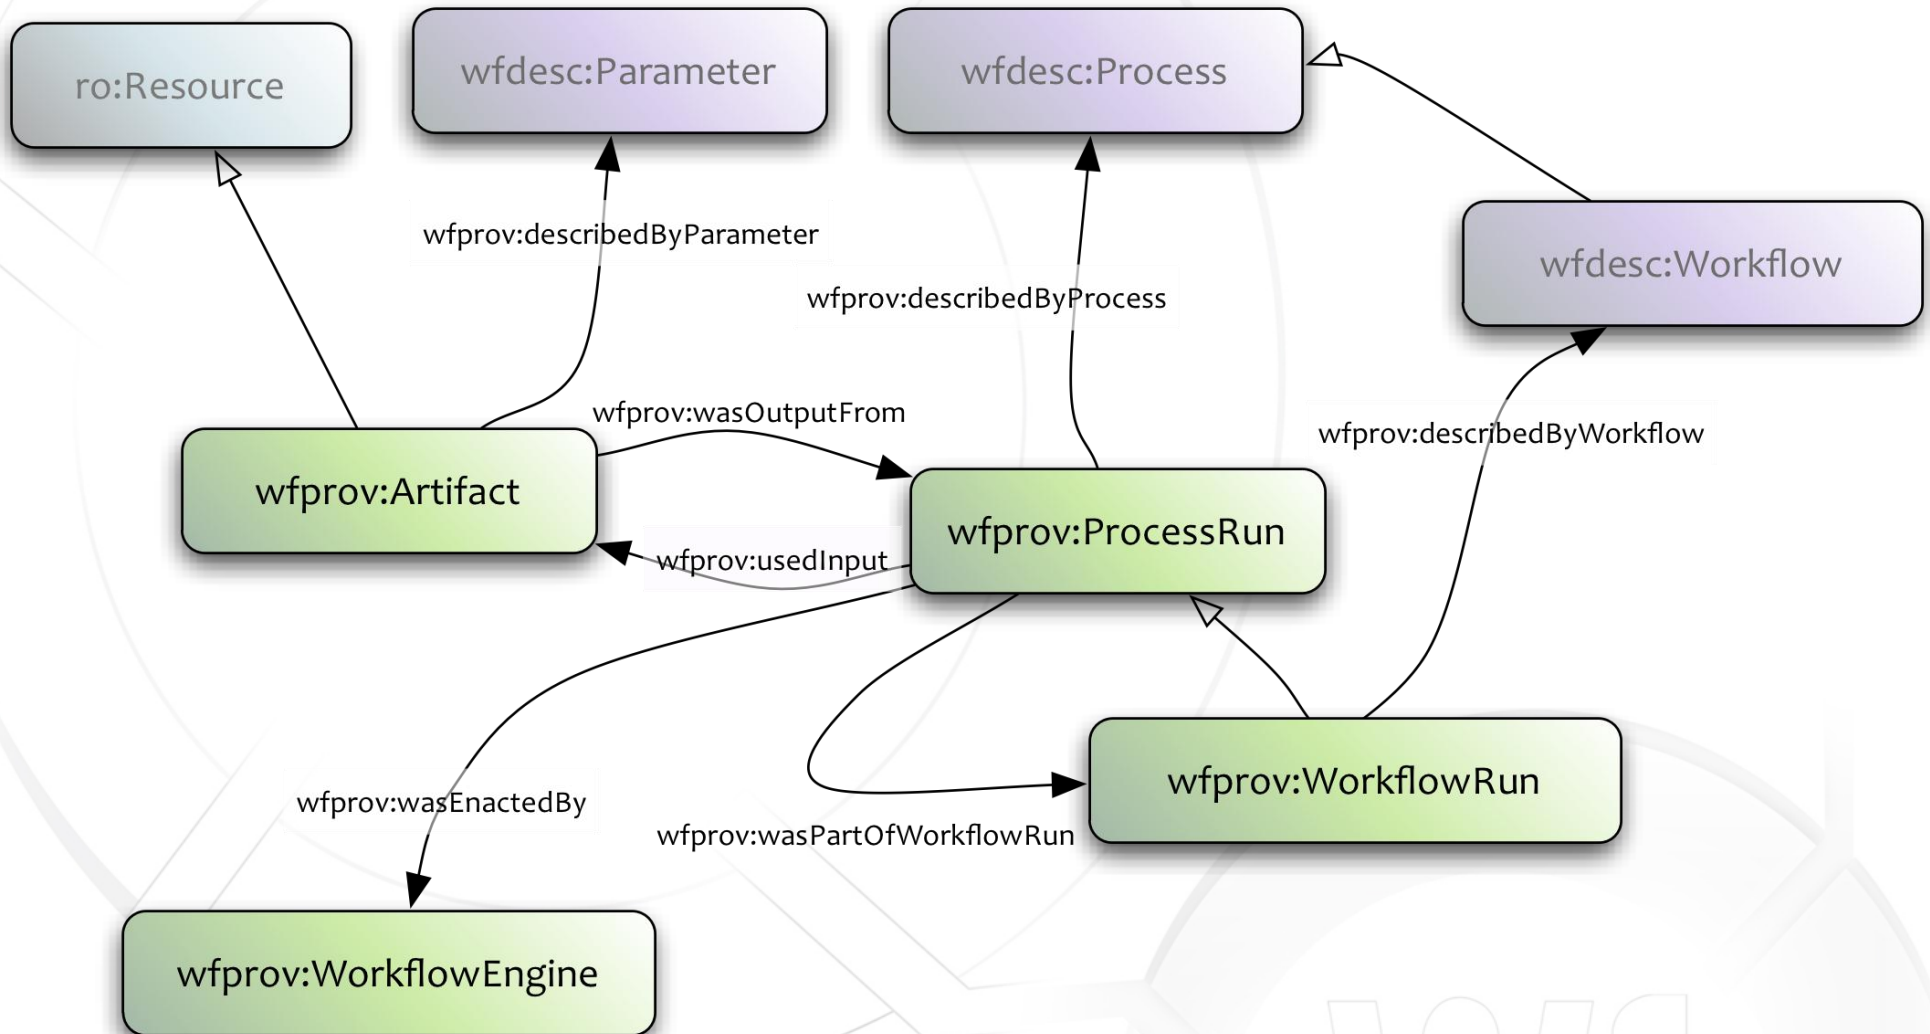 ro:Resource
wfdesc:Parameter
wfdesc:Process
wfprov:describedByParameter
wfdesc:Workflow
wfprov:describedByProcess
wfprov:wasOutputFrom
wfprov:describedByWorkflow
wfprov:Artifact
wfprov:ProcessRun
wfprov:usedInput
wfprov:WorkflowRun
wfprov:wasEnactedBy
wfprov:wasPartOfWorkflowRun
wfprov:WorkflowEngine